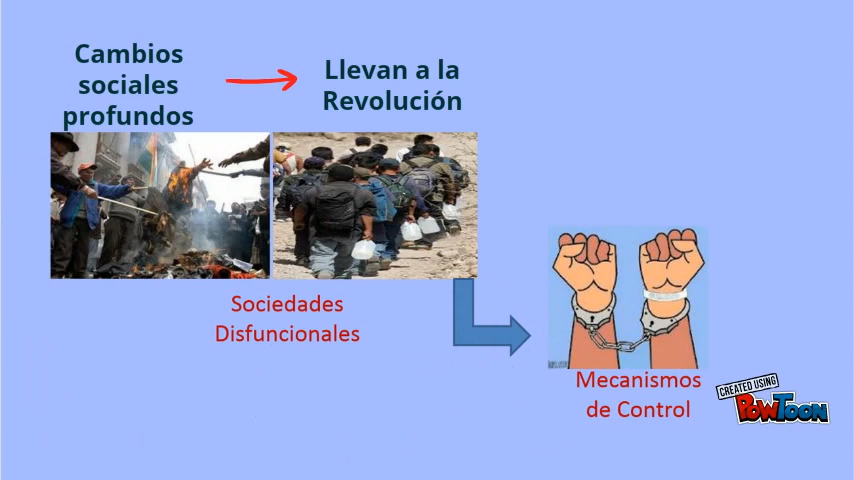 Cambios
sociales
profundos
Llevan a la
Revolución
Sociedades
Disfuncionales
Mecanismos
de Control
CREATED USING
POWTOON